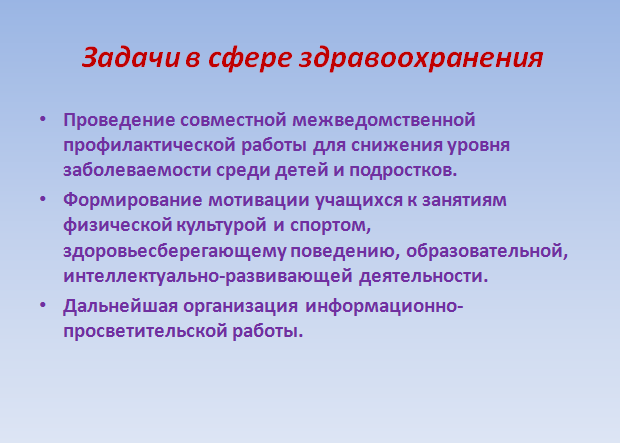 Задачи в сфере здравоохранения
• Проведение совместной межведомственной
профилактической работы для снижения уровня
заболеваемости среди детей и подростков.
• Формирование мотивации учащихся к занятиям
физической культурой и спортом,
здоровьесберегающему поведению, образовательной,
интеллектуально-развивающей деятельности.
• Дальнейшая организация информационно-
просветительской работы.